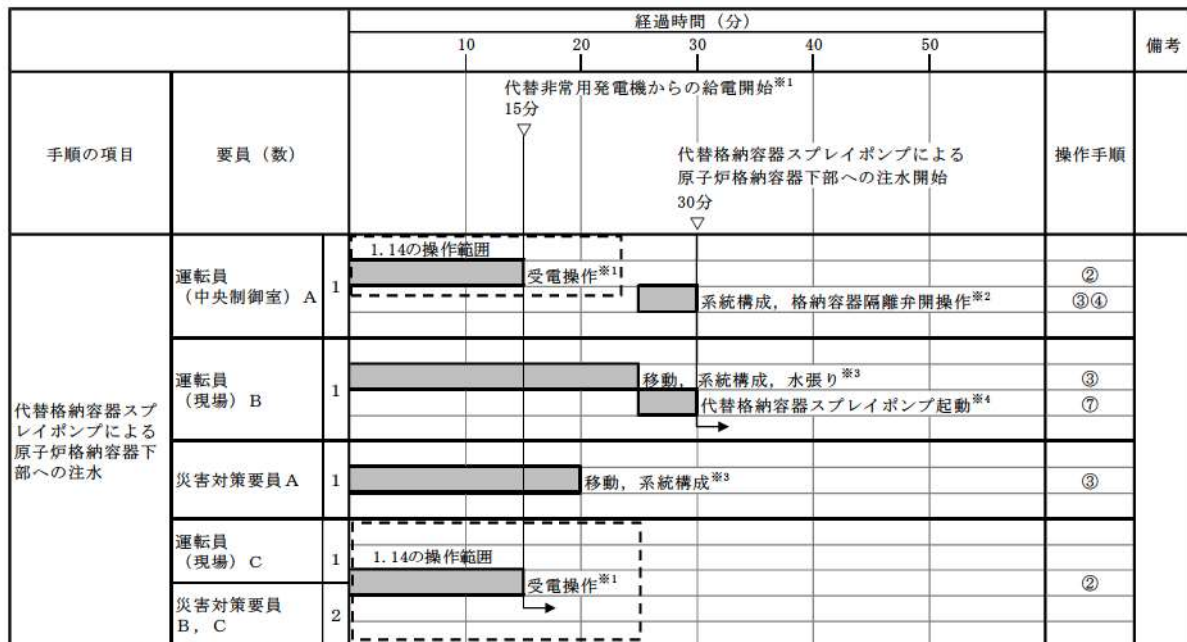 経過時間（分）
10 20 30 40 50
備考
手順の項目
要員（数）
代替非常用発電機からの給電開始※1
15分
▽
代替格納容器スプレイポンプによる
原子炉格納容器下部への注水開始
30分
▽
操作手順
代替格納容器スプ
レイポンプによる
原子炉格納容器下
部への注水
運転員
（中央制御室）A
1
1.14の操作範囲
受電操作※1
②
系統構成，格納容器隔離弁開操作※2
③④
運転員
（現場）B
1
移動，系統構成，水張り※3
③
代替格納容器スプレイポンプ起動※4
⑦
災害対策要員A
1
移動，系統構成※3
③
運転員
（現場）C
1
1.14の操作範囲
受電操作※1
②
災害対策要員
B，C
2